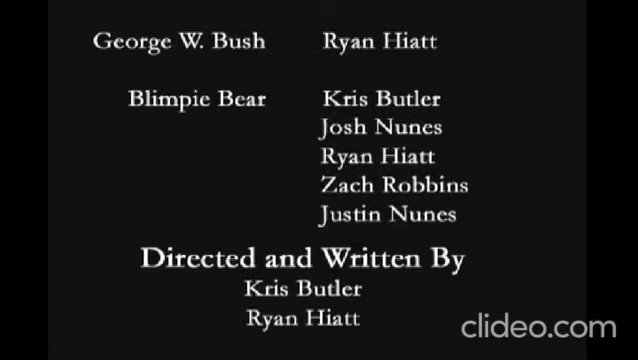 George W. Bush Ryan Hiatt
Blimpie Bear Kris Butler
Josh Nunes
Ryan Hiatt
Zach Robbins
Justin Nunes
Directed and Written By
Kris Butler
Ryan Hiatt
clideo.com